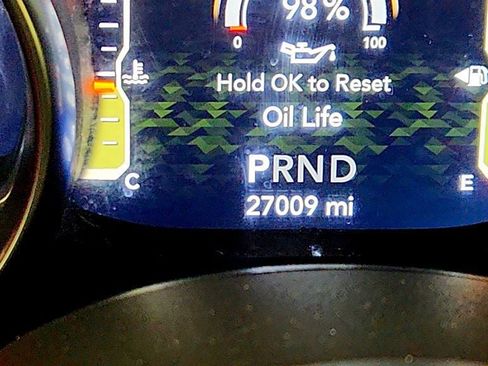 98%
0 100
Hold OK to Reset
Oil Life
PRND
C E
27009 mi